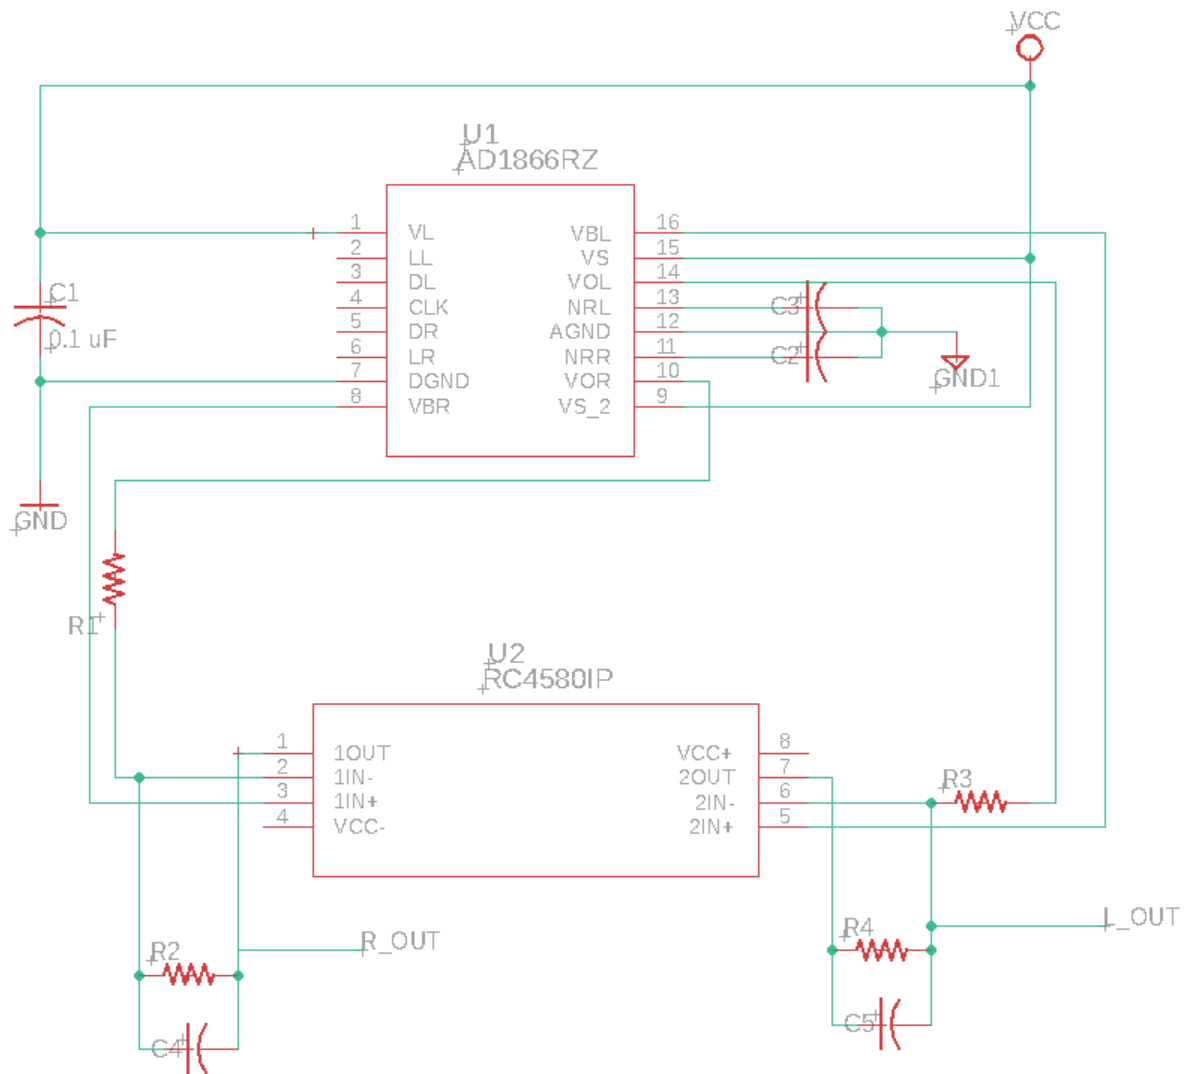 VCC
U1
AD1866RZ
1 VL VBL 16
2 LL VS 15
3 DL VOL 14
4 CLK NRL 13
5 DR AGND 12
6 LR NRR 11
7 DGND VOR 10
8 VBR VS_2 9
C1
0.1 uF
C3
C2
GND1
GND
R1
U2
RC4580IP
1 1OUT VCC+ 8
2 1IN- 2OUT 7
3 1IN+ 2IN- 6
4 VCC- 2IN+ 5
R3
L_OUT
R4
R_OUT
R2
C5
C4